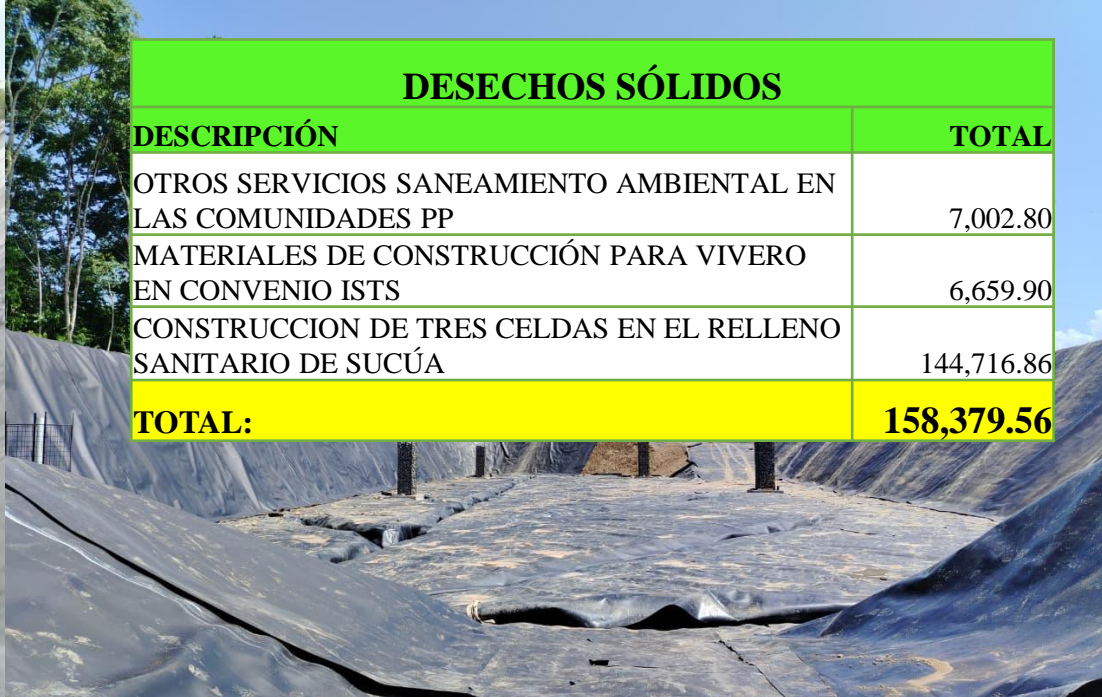 DESECHOS SÓLIDOS
DESCRIPCIÓN TOTAL
OTROS SERVICIOS SANEAMIENTO AMBIENTAL EN
LAS COMUNIDADES PP 7,002.80
MATERIALES DE CONSTRUCCIÓN PARA VIVERO
EN CONVENIO ISTS 6,659.90
CONSTRUCCION DE TRES CELDAS EN EL RELLENO
SANITARIO DE SUCÚA 144,716.86
TOTAL: 158,379.56